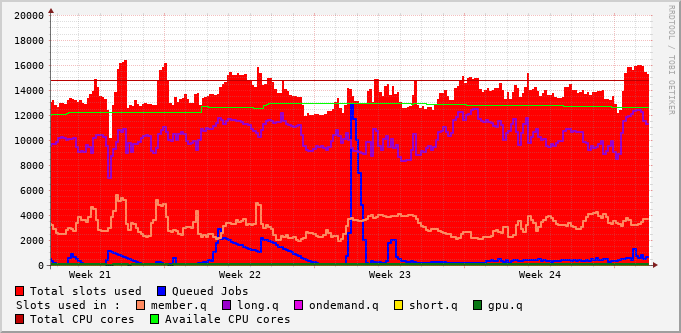 20000
18000
16000
14000
12000
10000
8000
6000
4000
2000
0
Week 21 Week 22 Week 23 Week 24
RRDTOOL / TOBI OETIKER
Total slots used Queued Jobs
Slots used in : member.q long.q ondemand.q short.q gpu.q
Total CPU cores Availale CPU cores